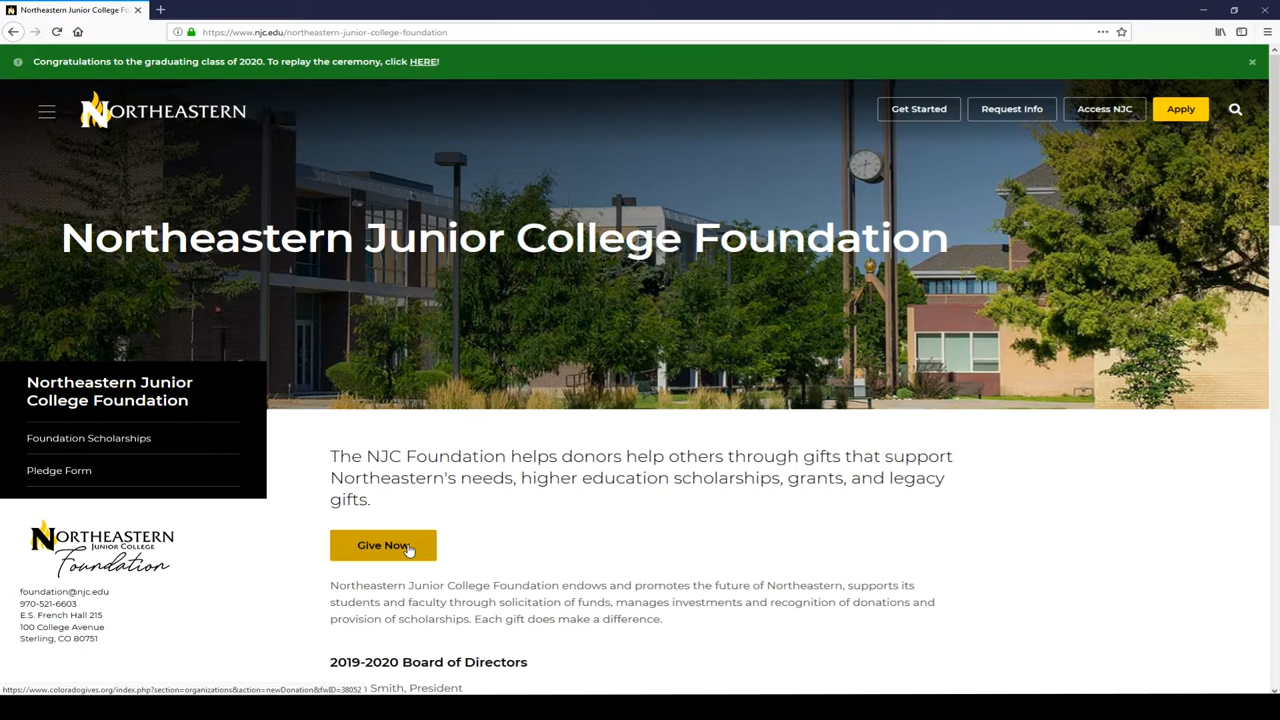 Northeastern Junior College Fo
https://www.njc.edu/northeastern-junior-college-foundation
Congratulations to the graduating class of 2020. To replay the ceremony, click HERE!
NORTHEASTERN
Get Started
Request Info
Access NJC
Apply
Northeastern Junior College Foundation
Northeastern Junior
College Foundation
Foundation Scholarships
Pledge Form
NORTHEASTERN
JUNIOR COLLEGE
Foundation
foundation@njc.edu
970-521-6603
E.S. French Hall 215
100 College Avenue
Sterling, CO 80751
The NJC Foundation helps donors help others through gifts that support
Northeastern's needs, higher education scholarships, grants, and legacy
gifts.
Give Now
Northeastern Junior College Foundation endows and promotes the future of Northeastern, supports its
students and faculty through solicitation of funds, manages investments and recognition of donations and
provision of scholarships. Each gift does make a difference.
2019-2020 Board of Directors
Smith, President
https://www.coloradogives.org/index.php?section=organizations&action=newDonation&fwID=38052